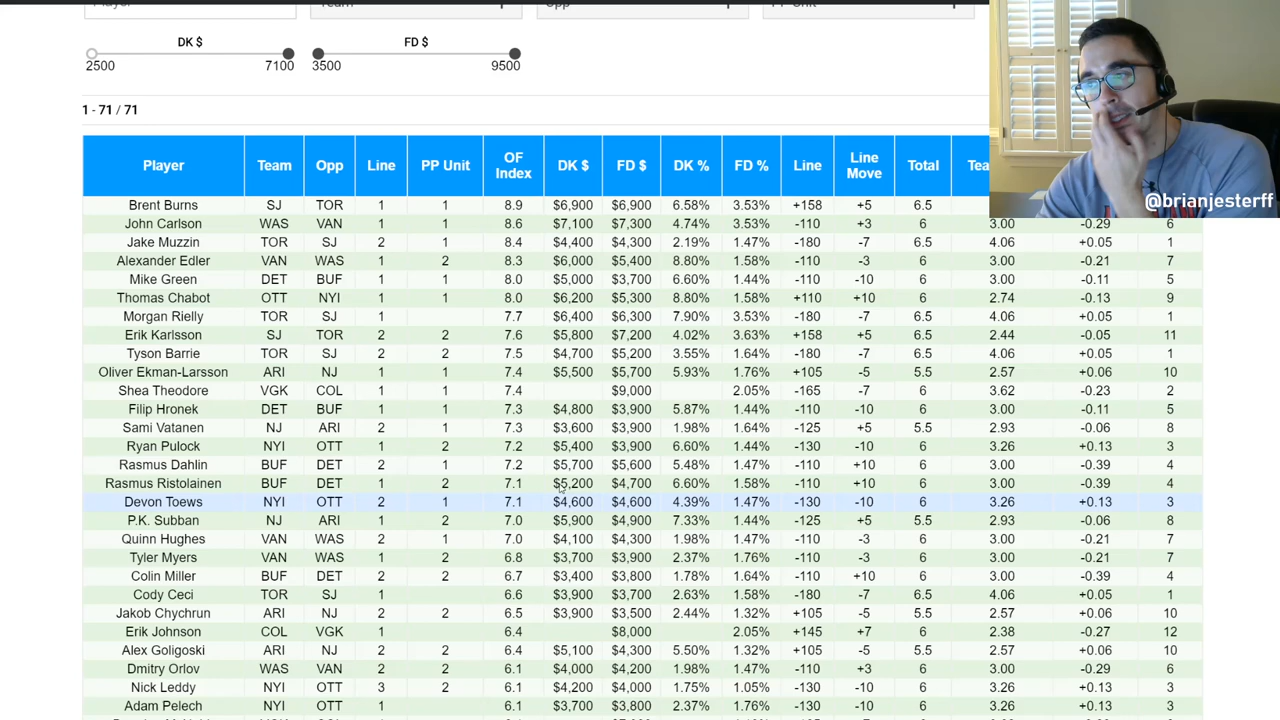 DK $ FD $
2500 7100 3500 9500
1 - 71 / 71
@brianjesterff
Player Team Opp Line PP Unit OF Index DK $ FD $ DK % FD % Line Line Move Total
Brent Burns SJ TOR 1 1 8.9 $6,900 $6,900 6.58% 3.53% +158 +5 6.5
John Carlson WAS VAN 1 1 8.6 $7,100 $7,100 4.74% 3.53% -110 +3 6 3.00 -0.29 6
Jake Muzzin TOR SJ 2 1 8.4 $4,400 $4,300 2.19% 1.47% -180 -7 6.5 4.06 +0.05 1
Alexander Edler VAN WAS 1 2 8.3 $6,000 $5,400 8.80% 1.58% -110 -3 6 3.00 -0.21 7
Mike Green DET BUF 1 1 8.0 $5,000 $3,700 6.60% 1.44% -110 -10 6 3.00 -0.11 5
Thomas Chabot OTT NYI 1 1 8.0 $6,200 $5,300 8.80% 1.58% +110 +10 6 2.74 -0.13 9
Morgan Rielly TOR SJ 1 7.7 $6,400 $6,300 7.90% 3.53% -180 -7 6.5 4.06 +0.05 1
Erik Karlsson SJ TOR 2 2 7.6 $5,800 $7,200 4.02% 3.63% +158 +5 6.5 2.44 -0.05 11
Tyson Barrie TOR SJ 2 2 7.5 $4,700 $5,200 3.55% 1.64% -180 -7 6.5 4.06 +0.05 1
Oliver Ekman-Larsson ARI NJ 1 1 7.4 $5,500 $5,700 5.93% 1.76% +105 -5 5.5 2.57 +0.06 10
Shea Theodore VGK COL 1 1 7.4 $9,000 2.05% -165 -7 6 3.62 -0.23 2
Filip Hronek DET BUF 1 2 7.3 $4,800 $3,900 5.87% 1.44% -110 -10 6 3.00 -0.11 5
Sami Vatanen NJ ARI 2 1 7.3 $3,600 $3,900 1.98% 1.64% -125 +5 5.5 2.93 -0.06 8
Ryan Pulock NYI OTT 1 2 7.2 $5,400 $3,900 6.60% 1.44% -130 -10 6 3.26 +0.13 3
Rasmus Dahlin BUF DET 2 1 7.2 $5,700 $5,600 5.48% 1.47% -110 +10 6 3.00 -0.39 4
Rasmus Ristolainen BUF DET 1 2 7.1 $5,200 $4,700 6.60% 1.58% -110 +10 6 3.00 -0.39 4
Devon Toews NYI OTT 2 1 7.1 $4,600 $4,600 4.39% 1.47% -130 -10 6 3.26 +0.13 3
P.K. Subban NJ ARI 1 2 7.0 $5,900 $4,900 7.33% 1.44% -125 +5 5.5 2.93 -0.06 8
Quinn Hughes VAN WAS 2 1 7.0 $4,100 $4,300 1.98% 1.47% -110 -3 6 3.00 -0.21 7
Tyler Myers VAN WAS 1 2 6.8 $3,700 $3,900 2.37% 1.76% -110 -3 6 3.00 -0.21 7
Colin Miller BUF DET 2 2 6.7 $3,400 $3,800 1.78% 1.64% -110 +10 6 3.00 -0.39 4
Cody Ceci TOR SJ 1 6.6 $3,900 $3,700 2.63% 1.58% -180 -7 6.5 4.06 +0.05 1
Jakob Chychrun ARI NJ 2 2 6.5 $3,900 $3,500 2.44% 1.32% +105 -5 5.5 2.57 +0.06 10
Erik Johnson COL VGK 1 6.4 $8,000 2.05% +145 +7 6 2.38 -0.27 12
Alex Goligoski ARI NJ 2 2 6.4 $5,100 $4,300 5.50% 1.32% +105 -5 5.5 2.57 +0.06 10
Dmitry Orlov WAS VAN 2 2 6.1 $4,000 $4,200 1.98% 1.47% -110 +3 6 3.00 -0.29 6
Nick Leddy NYI OTT 3 2 6.1 $4,200 $4,000 1.75% 1.05% -130 -10 6 3.26 +0.13 3
Adam Pelech NYI OTT 1 6.1 $3,700 $3,800 2.37% 1.76% -130 -10 6 3.26 +0.13 3